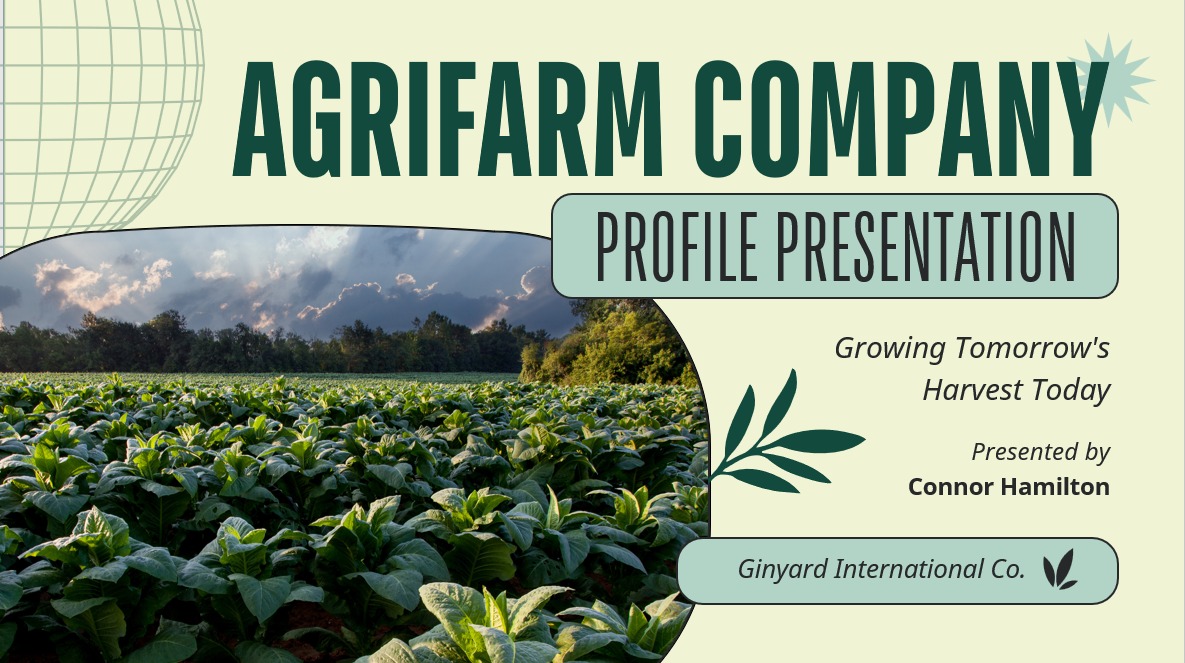 AGRIFARM COMPANY
PROFILE PRESENTATION
Growing Tomorrow's
Harvest Today
Presented by
Connor Hamilton
Ginyard International Co.